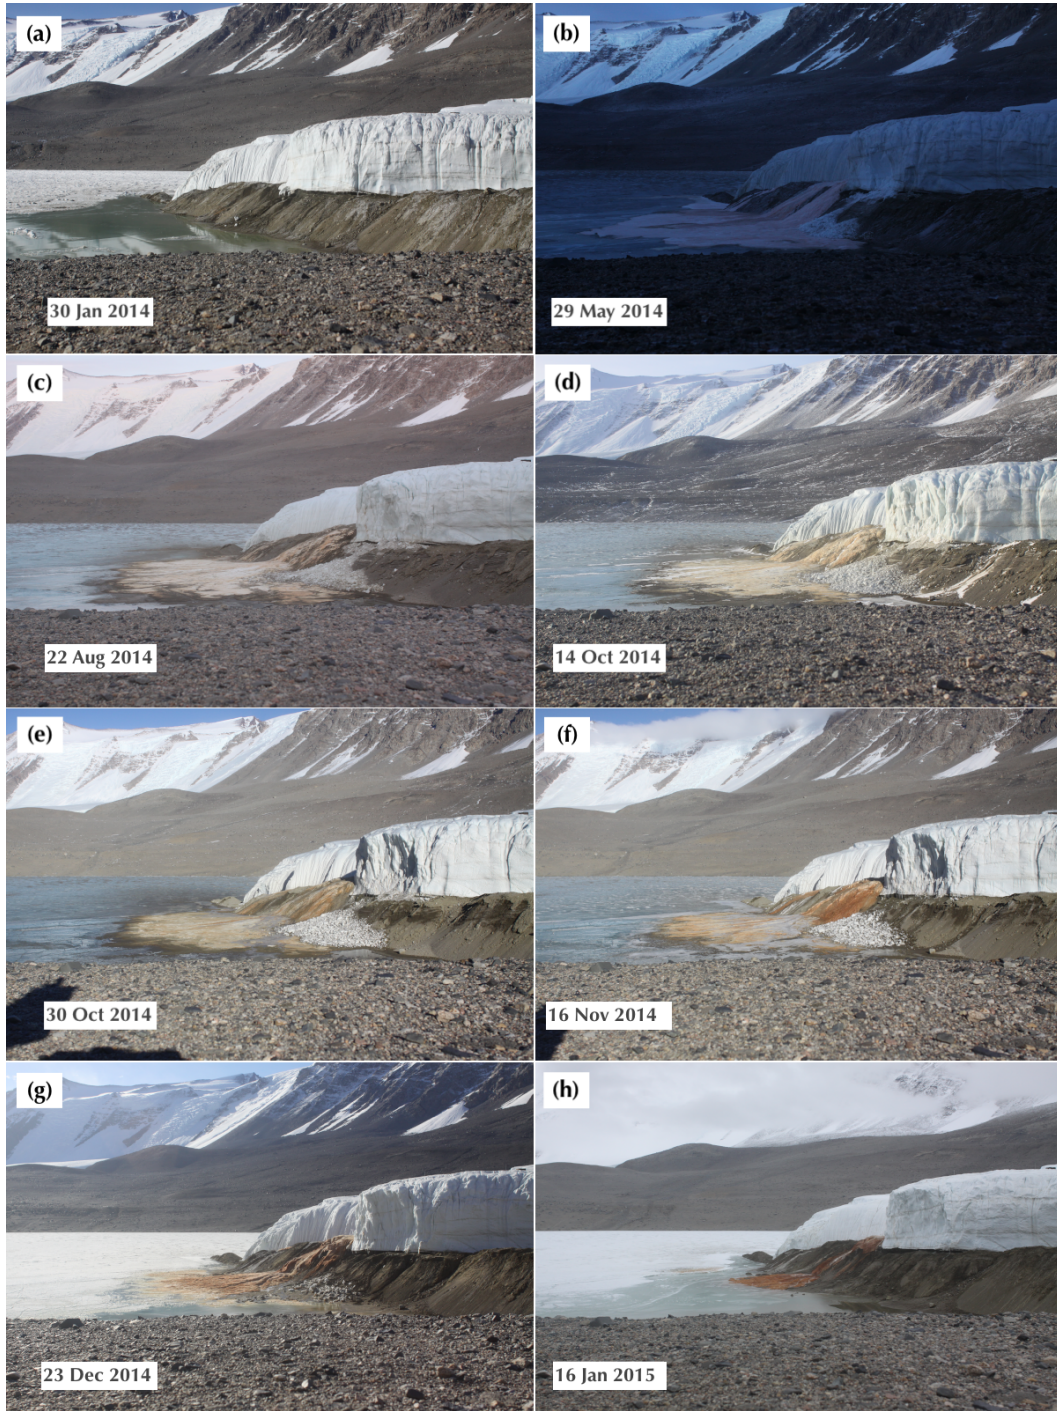 (a)
30 Jan 2014
(b)
29 May 2014
(c)
22 Aug 2014
(d)
14 Oct 2014
(e)
30 Oct 2014
(f)
16 Nov 2014
(g)
23 Dec 2014
(h)
16 Jan 2015